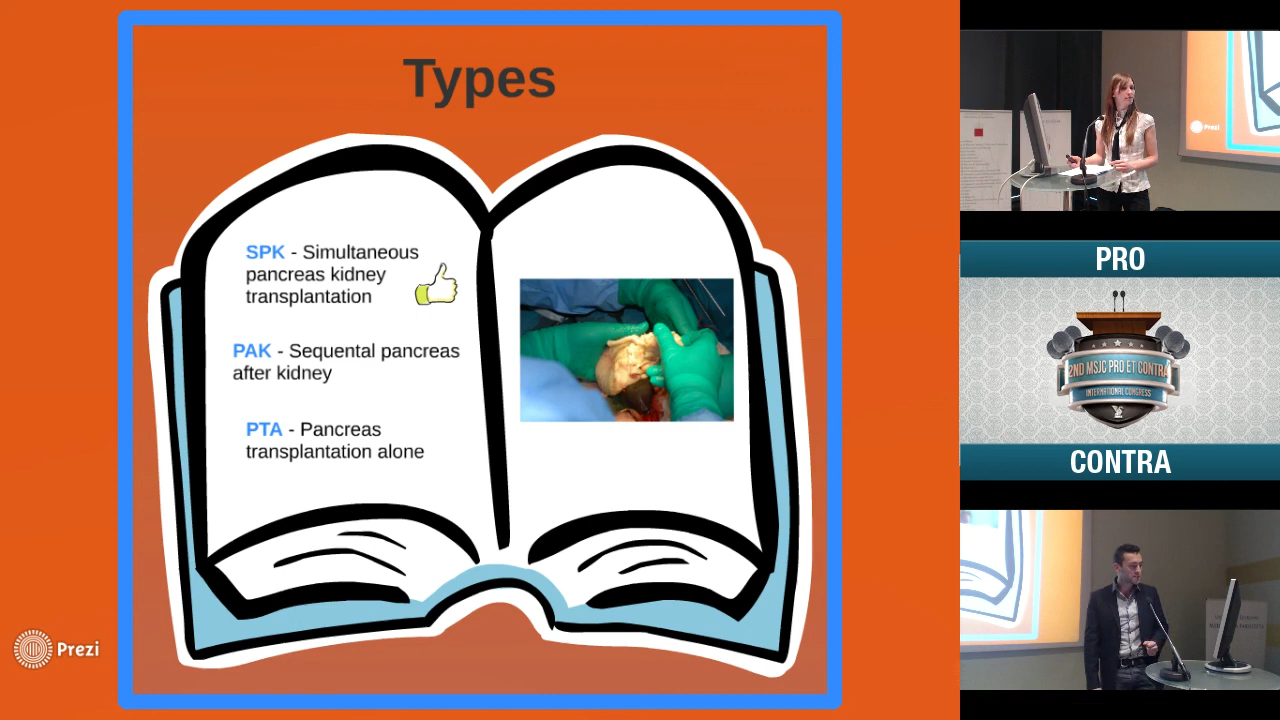 Types
SPK - Simultaneous
pancreas kidney
transplantation
PAK - Sequental pancreas
after kidney
PTA - Pancreas
transplantation alone
Prezi
Prezi
PRO
2ND MSJC PRO ET CONTRA
INTERNATIONAL CONGRESS
CONTRA